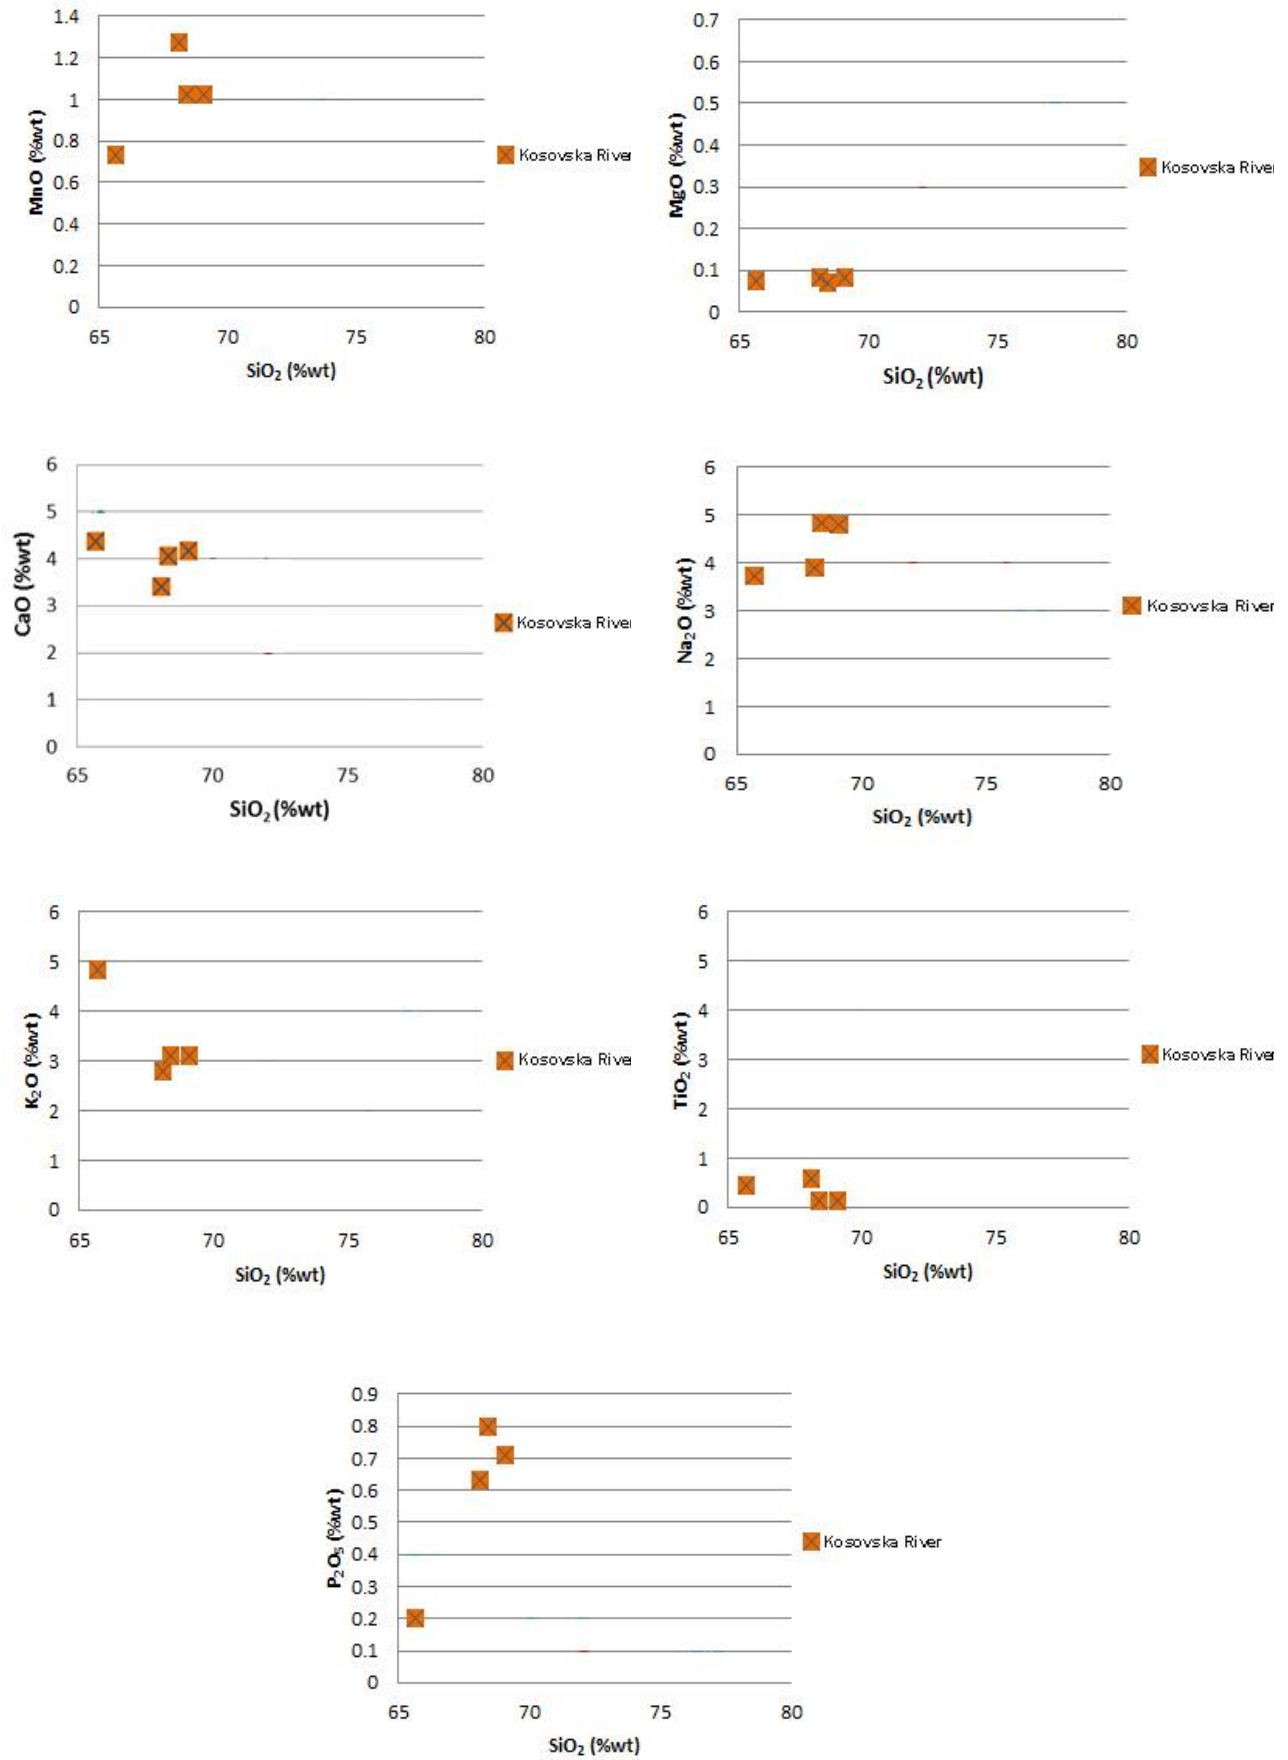 1.4
1.2
1
0.8
0.6
0.4
0.2
0
65 70 75 80
MnO (%wt)
SiO₂ (%wt)
Kosovska River
0.7
0.6
0.5
0.4
0.3
0.2
0.1
0
65 70 75 80
MgO (%wt)
SiO₂ (%wt)
Kosovska River
6
5
4
3
2
1
0
65 70 75 80
CaO (%wt)
SiO₂ (%wt)
Kosovska River
6
5
4
3
2
1
0
65 70 75 80
Na₂O (%wt)
SiO₂ (%wt)
Kosovska River
6
5
4
3
2
1
0
65 70 75 80
K₂O (%wt)
SiO₂ (%wt)
Kosovska River
6
5
4
3
2
1
0
65 70 75 80
TiO₂ (%wt)
SiO₂ (%wt)
Kosovska River
0.9
0.8
0.7
0.6
0.5
0.4
0.3
0.2
0.1
0
65 70 75 80
P₂O₅ (%wt)
SiO₂ (%wt)
Kosovska River